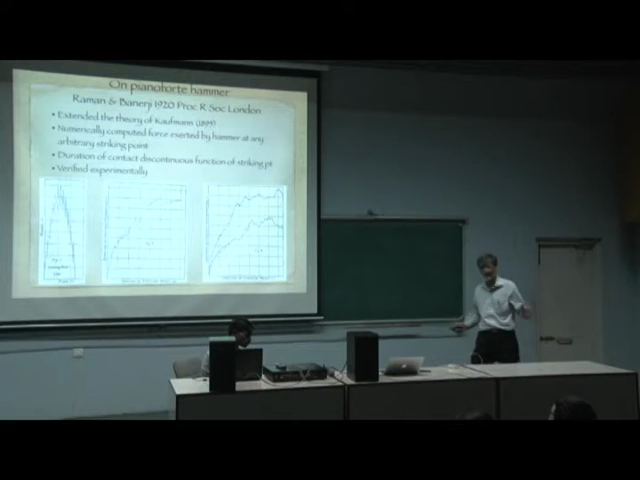 On pianoforte hammer
Raman & Banerji 1920 Proc R Soc London
• Extended the theory of Kaufmann (1895)
• Numerically computed force exerted by hammer at any
arbitrary striking point
• Duration of contact discontinuous function of striking pt
• Verified experimentally